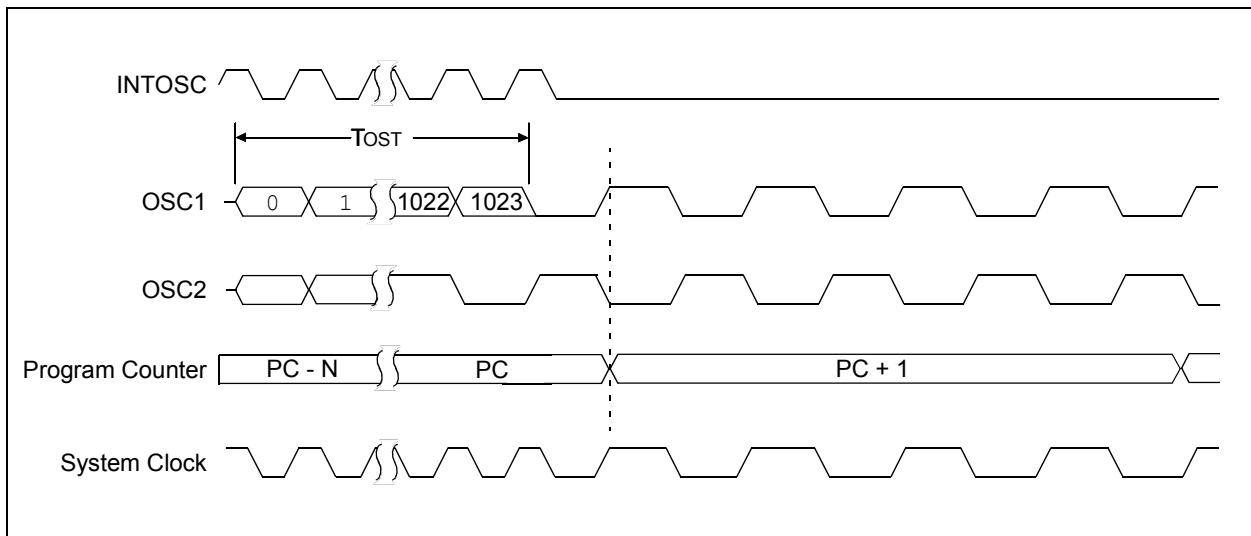 INTOSC
TOST
OSC1 0 1 1022 1023
OSC2
Program Counter PC - N PC PC + 1
System Clock